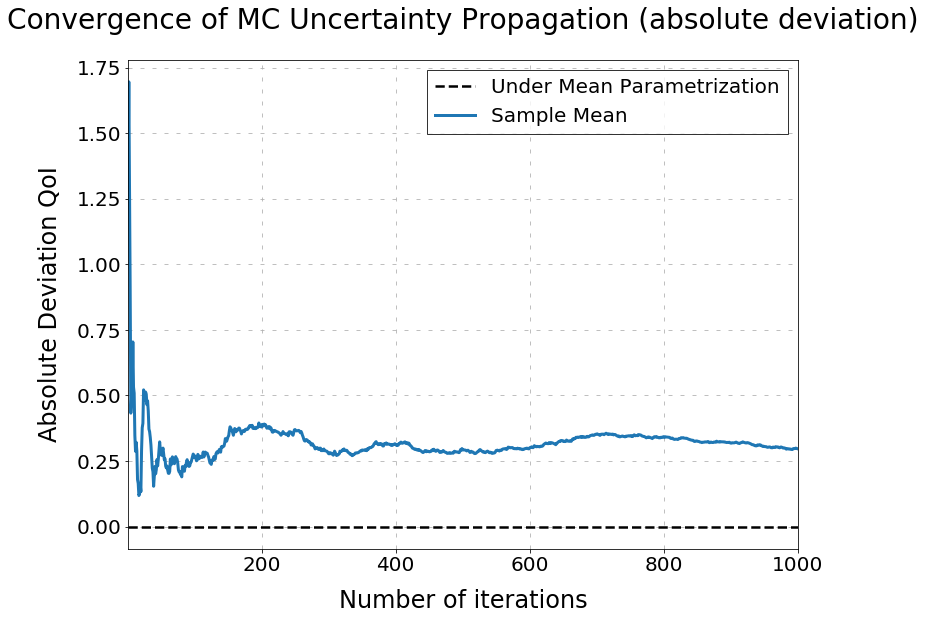 Convergence of MC Uncertainty Propagation (absolute deviation)
1.75
1.50
1.25
1.00
0.75
0.50
0.25
0.00
Absolute Deviation QoI
Under Mean Parametrization
Sample Mean
200 400 600 800 1000
Number of iterations